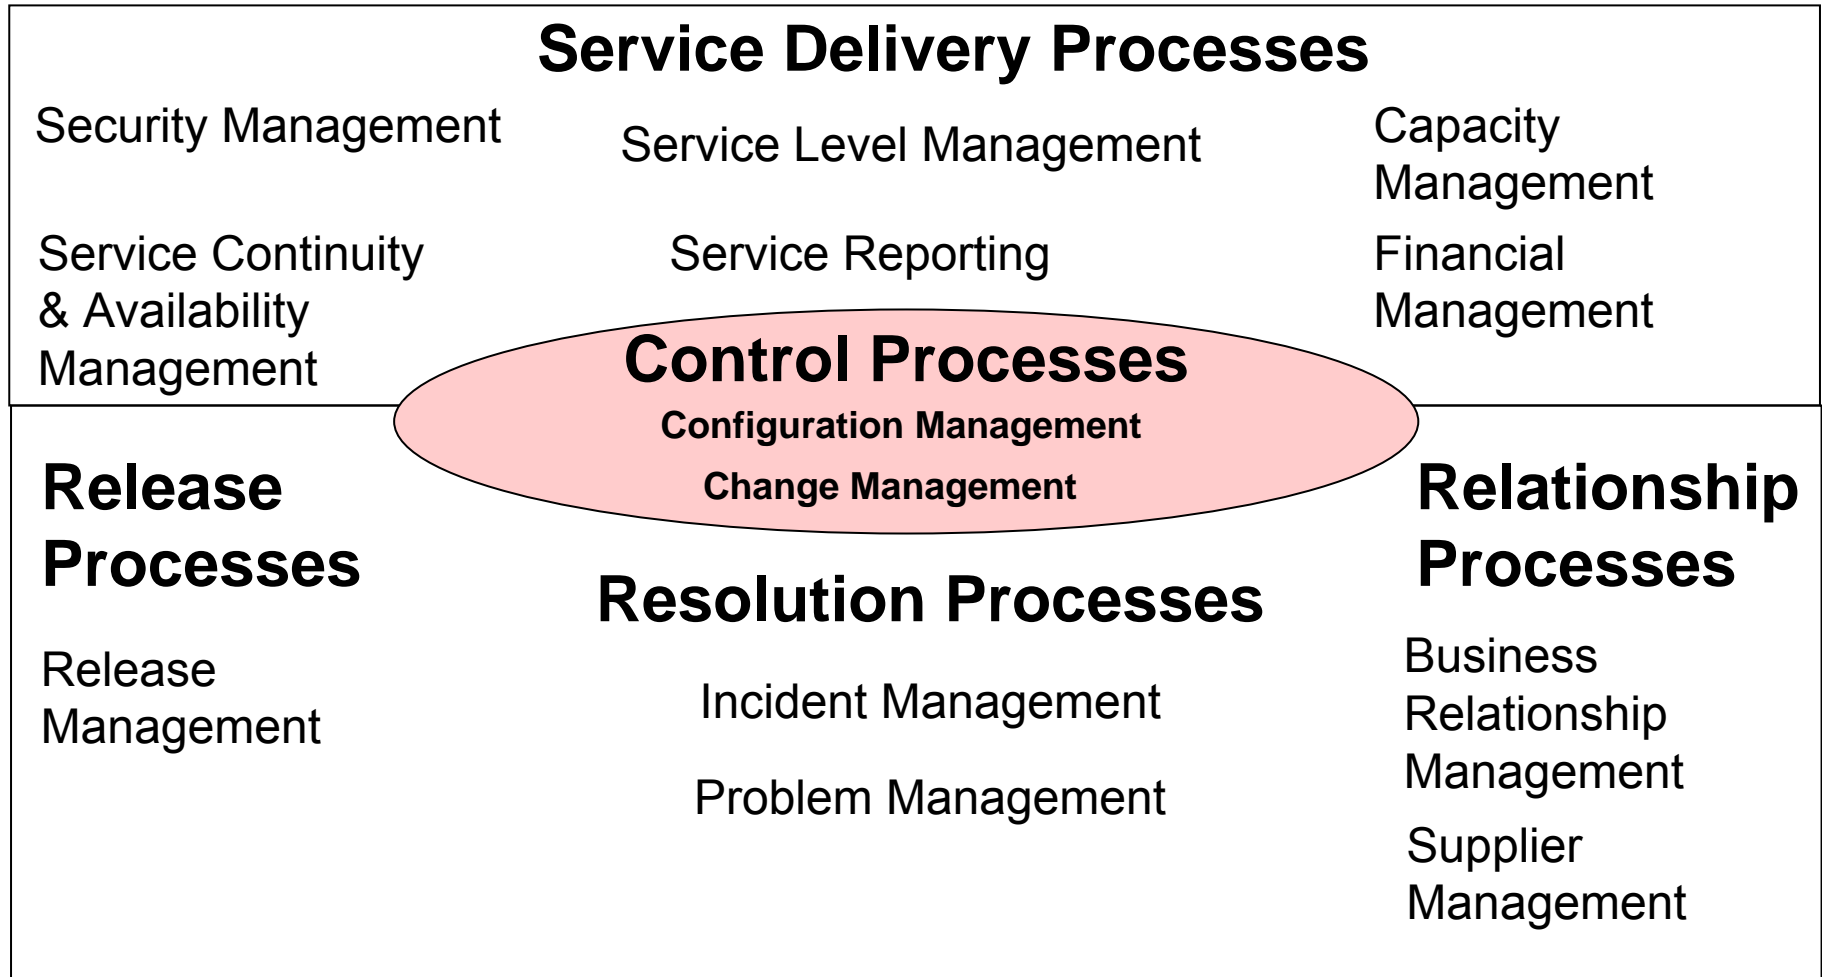 Service Delivery Processes
Security Management
Service Level Management
Capacity
Management
Service Continuity
& Availability
Management
Service Reporting
Financial
Management
Control Processes
Configuration Management
Change Management
Release
Processes
Release
Management
Resolution Processes
Incident Management
Problem Management
Relationship
Processes
Business
Relationship
Management
Supplier
Management